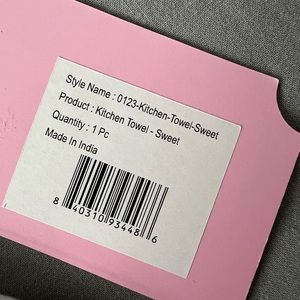 Style Name : 0123-Kitchen-Towel-Sweet
Product : Kitchen Towel - Sweet
Quantity : 1 Pc
Made In India
8 40310 93448 6